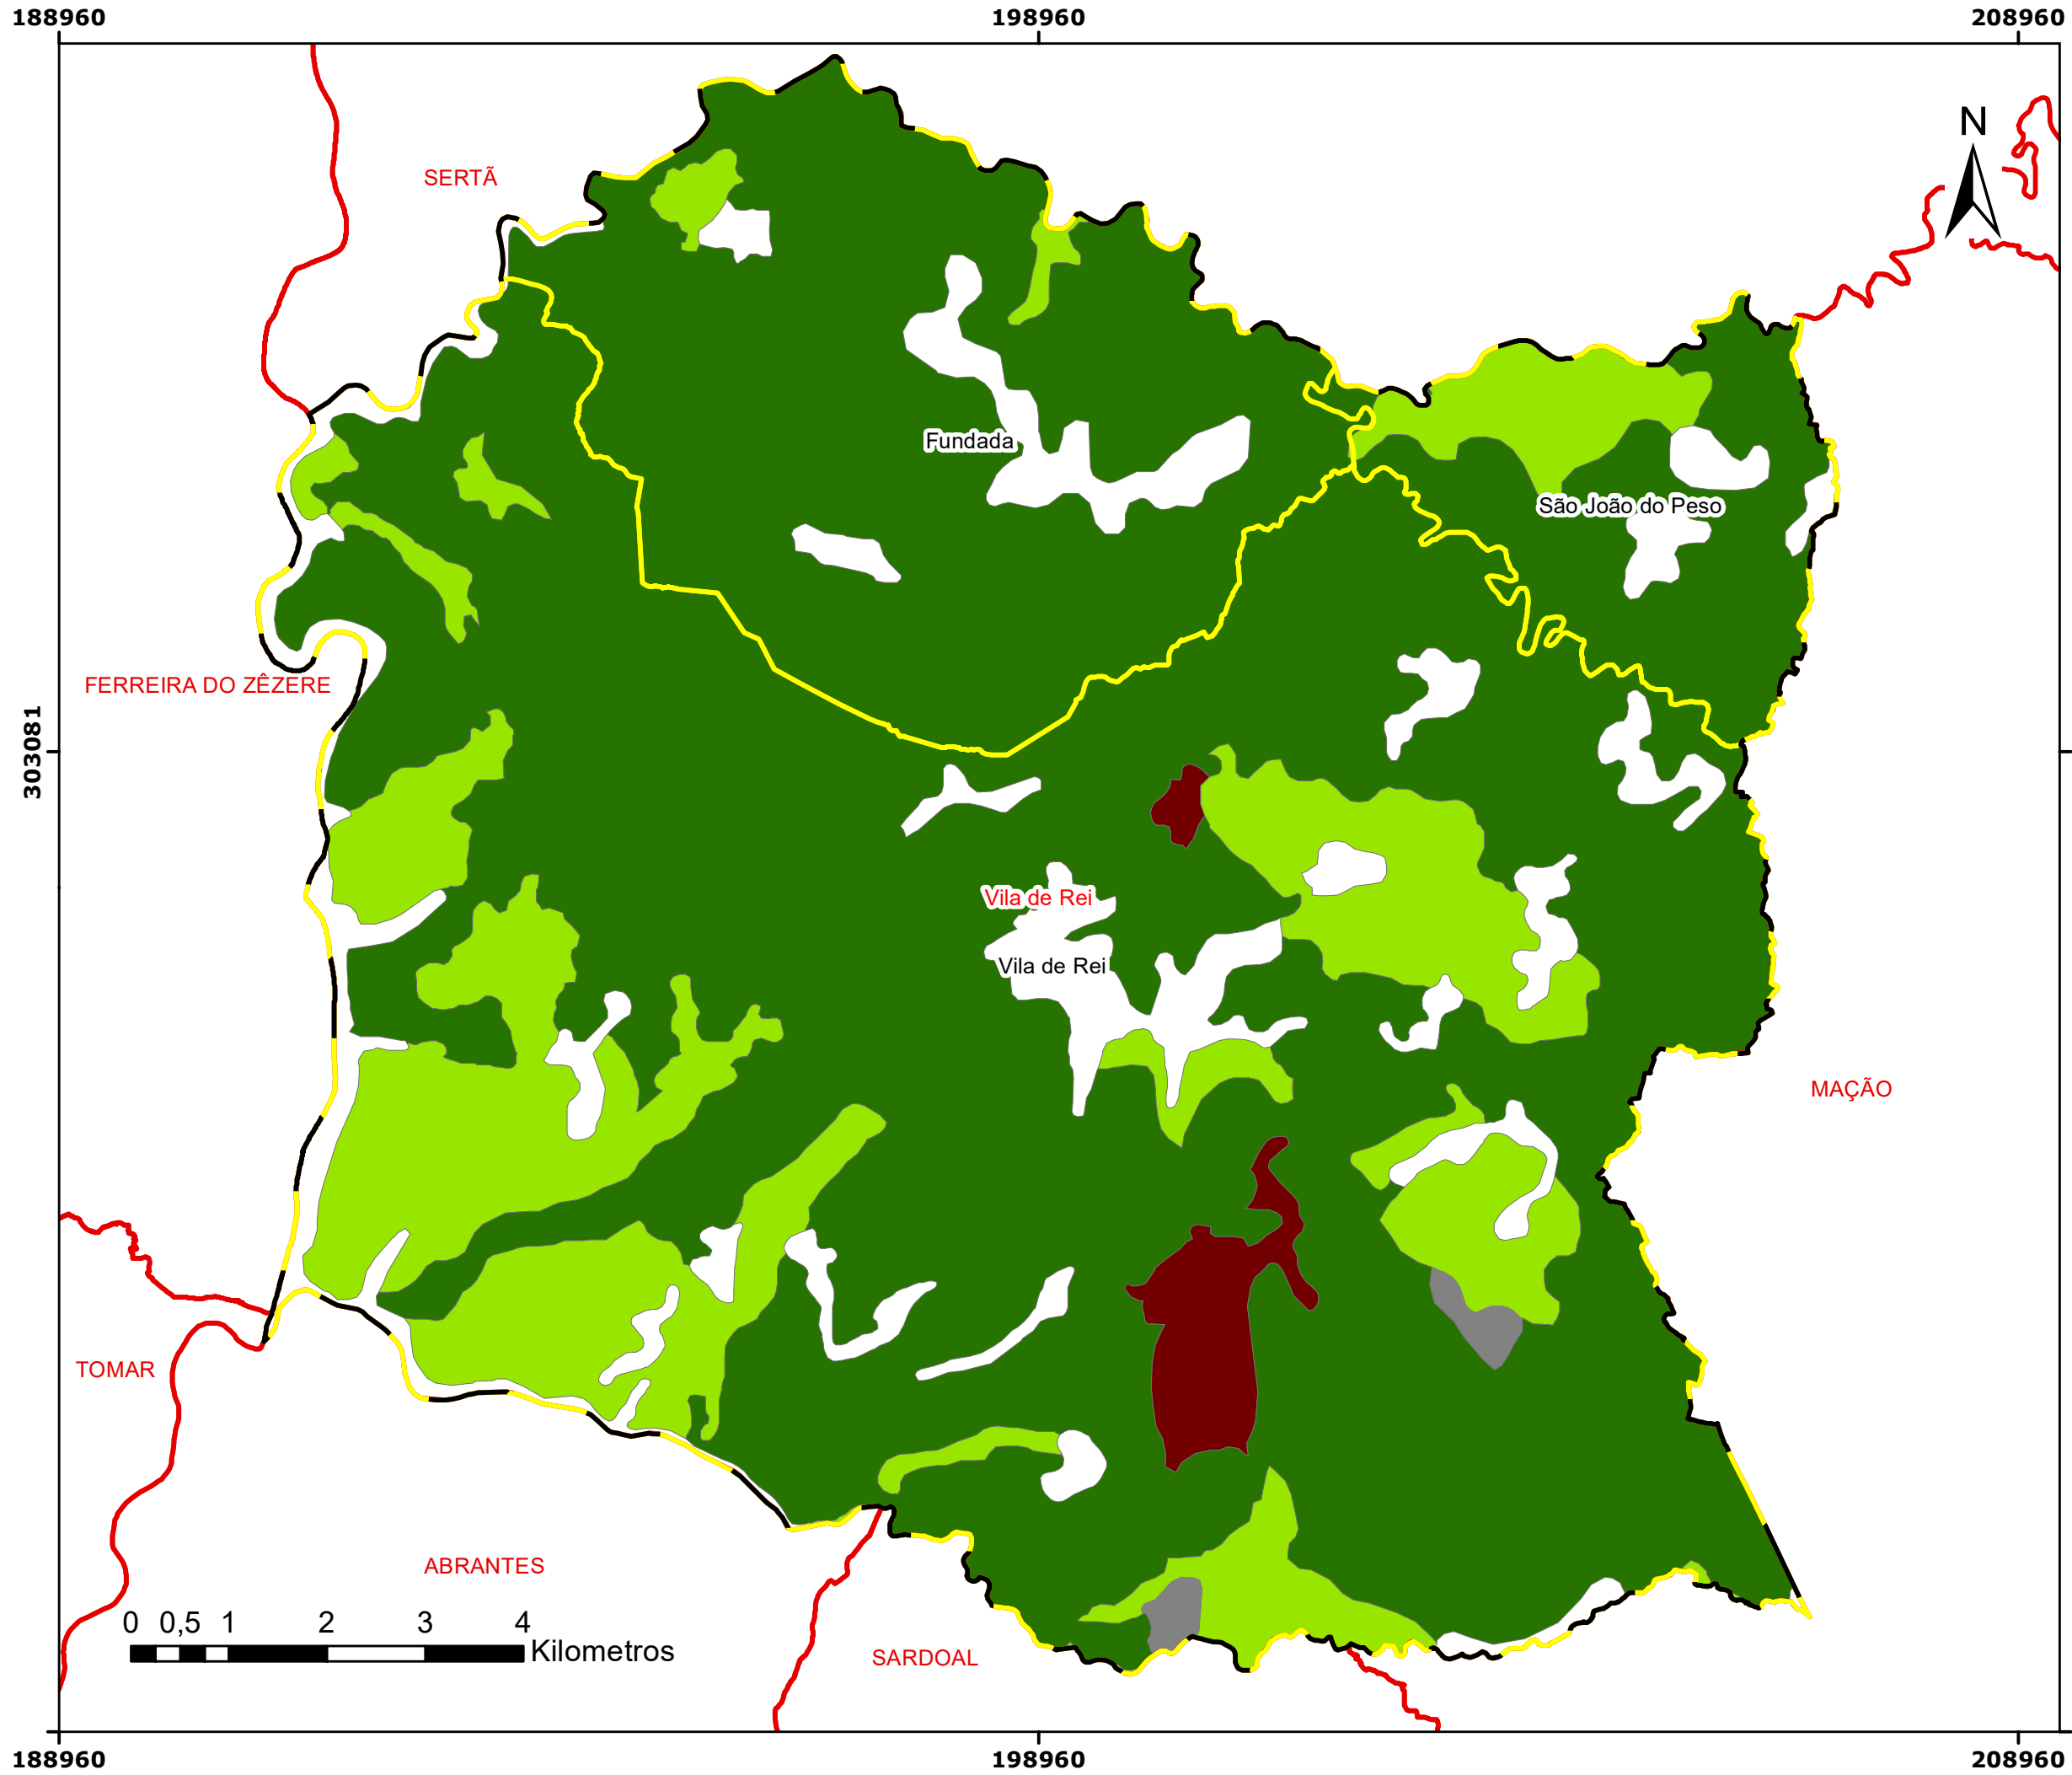 188960 198960 208960
N
SERTÃ
Fundada
São João do Peso
FERREIRA DO ZÊZERE
303081
Vila de Rei
Vila de Rei
MAÇÃO
TOMAR
ABRANTES
0 0,5 1 2 3 4
Kilometros
SARDOAL
188960 198960 208960